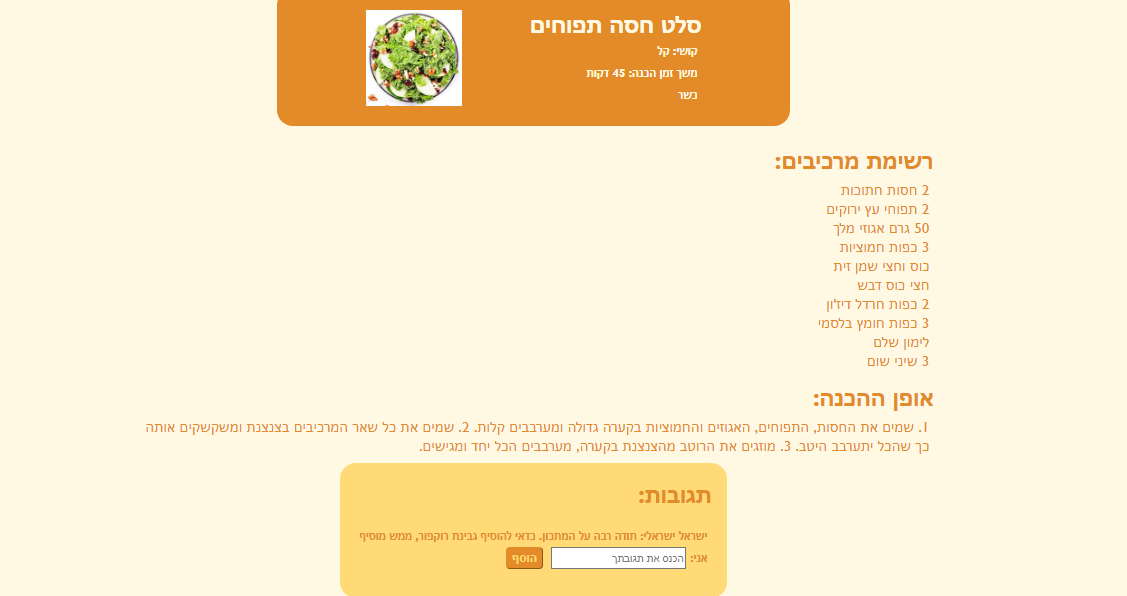 סלט חסה תפוחים
קושי: קל
משך זמן הכנה: 45 דקות
כשר
רשימת מרכיבים:
2 חסות חתוכות
2 תפוחי עץ ירוקים
50 גרם אגוזי מלך
3 כפות חמוציות
כוס וחצי שמן זית
חצי כוס דבש
2 כפות חרדל דיז'ון
3 כפות חומץ בלסמי
לימון שלם
3 שיני שום
אופן ההכנה:
1. שמים את החסות, התפוחים, האגוזים והחמוציות בקערה גדולה ומערבבים קלות. 2. שמים את כל שאר המרכיבים בצנצנת ומשקשקים אותה
כך שהכל יתערבב היטב. 3. מוזגים את הרוטב מהצנצנת בקערה, מערבבים הכל יחד ומגישים.
תגובות:
ישראל ישראלי: תודה רבה על המתכון. כדאי להוסיף גבינת רוקפור, ממש מוסיף
אני: הכנס את תגובתך הוסף